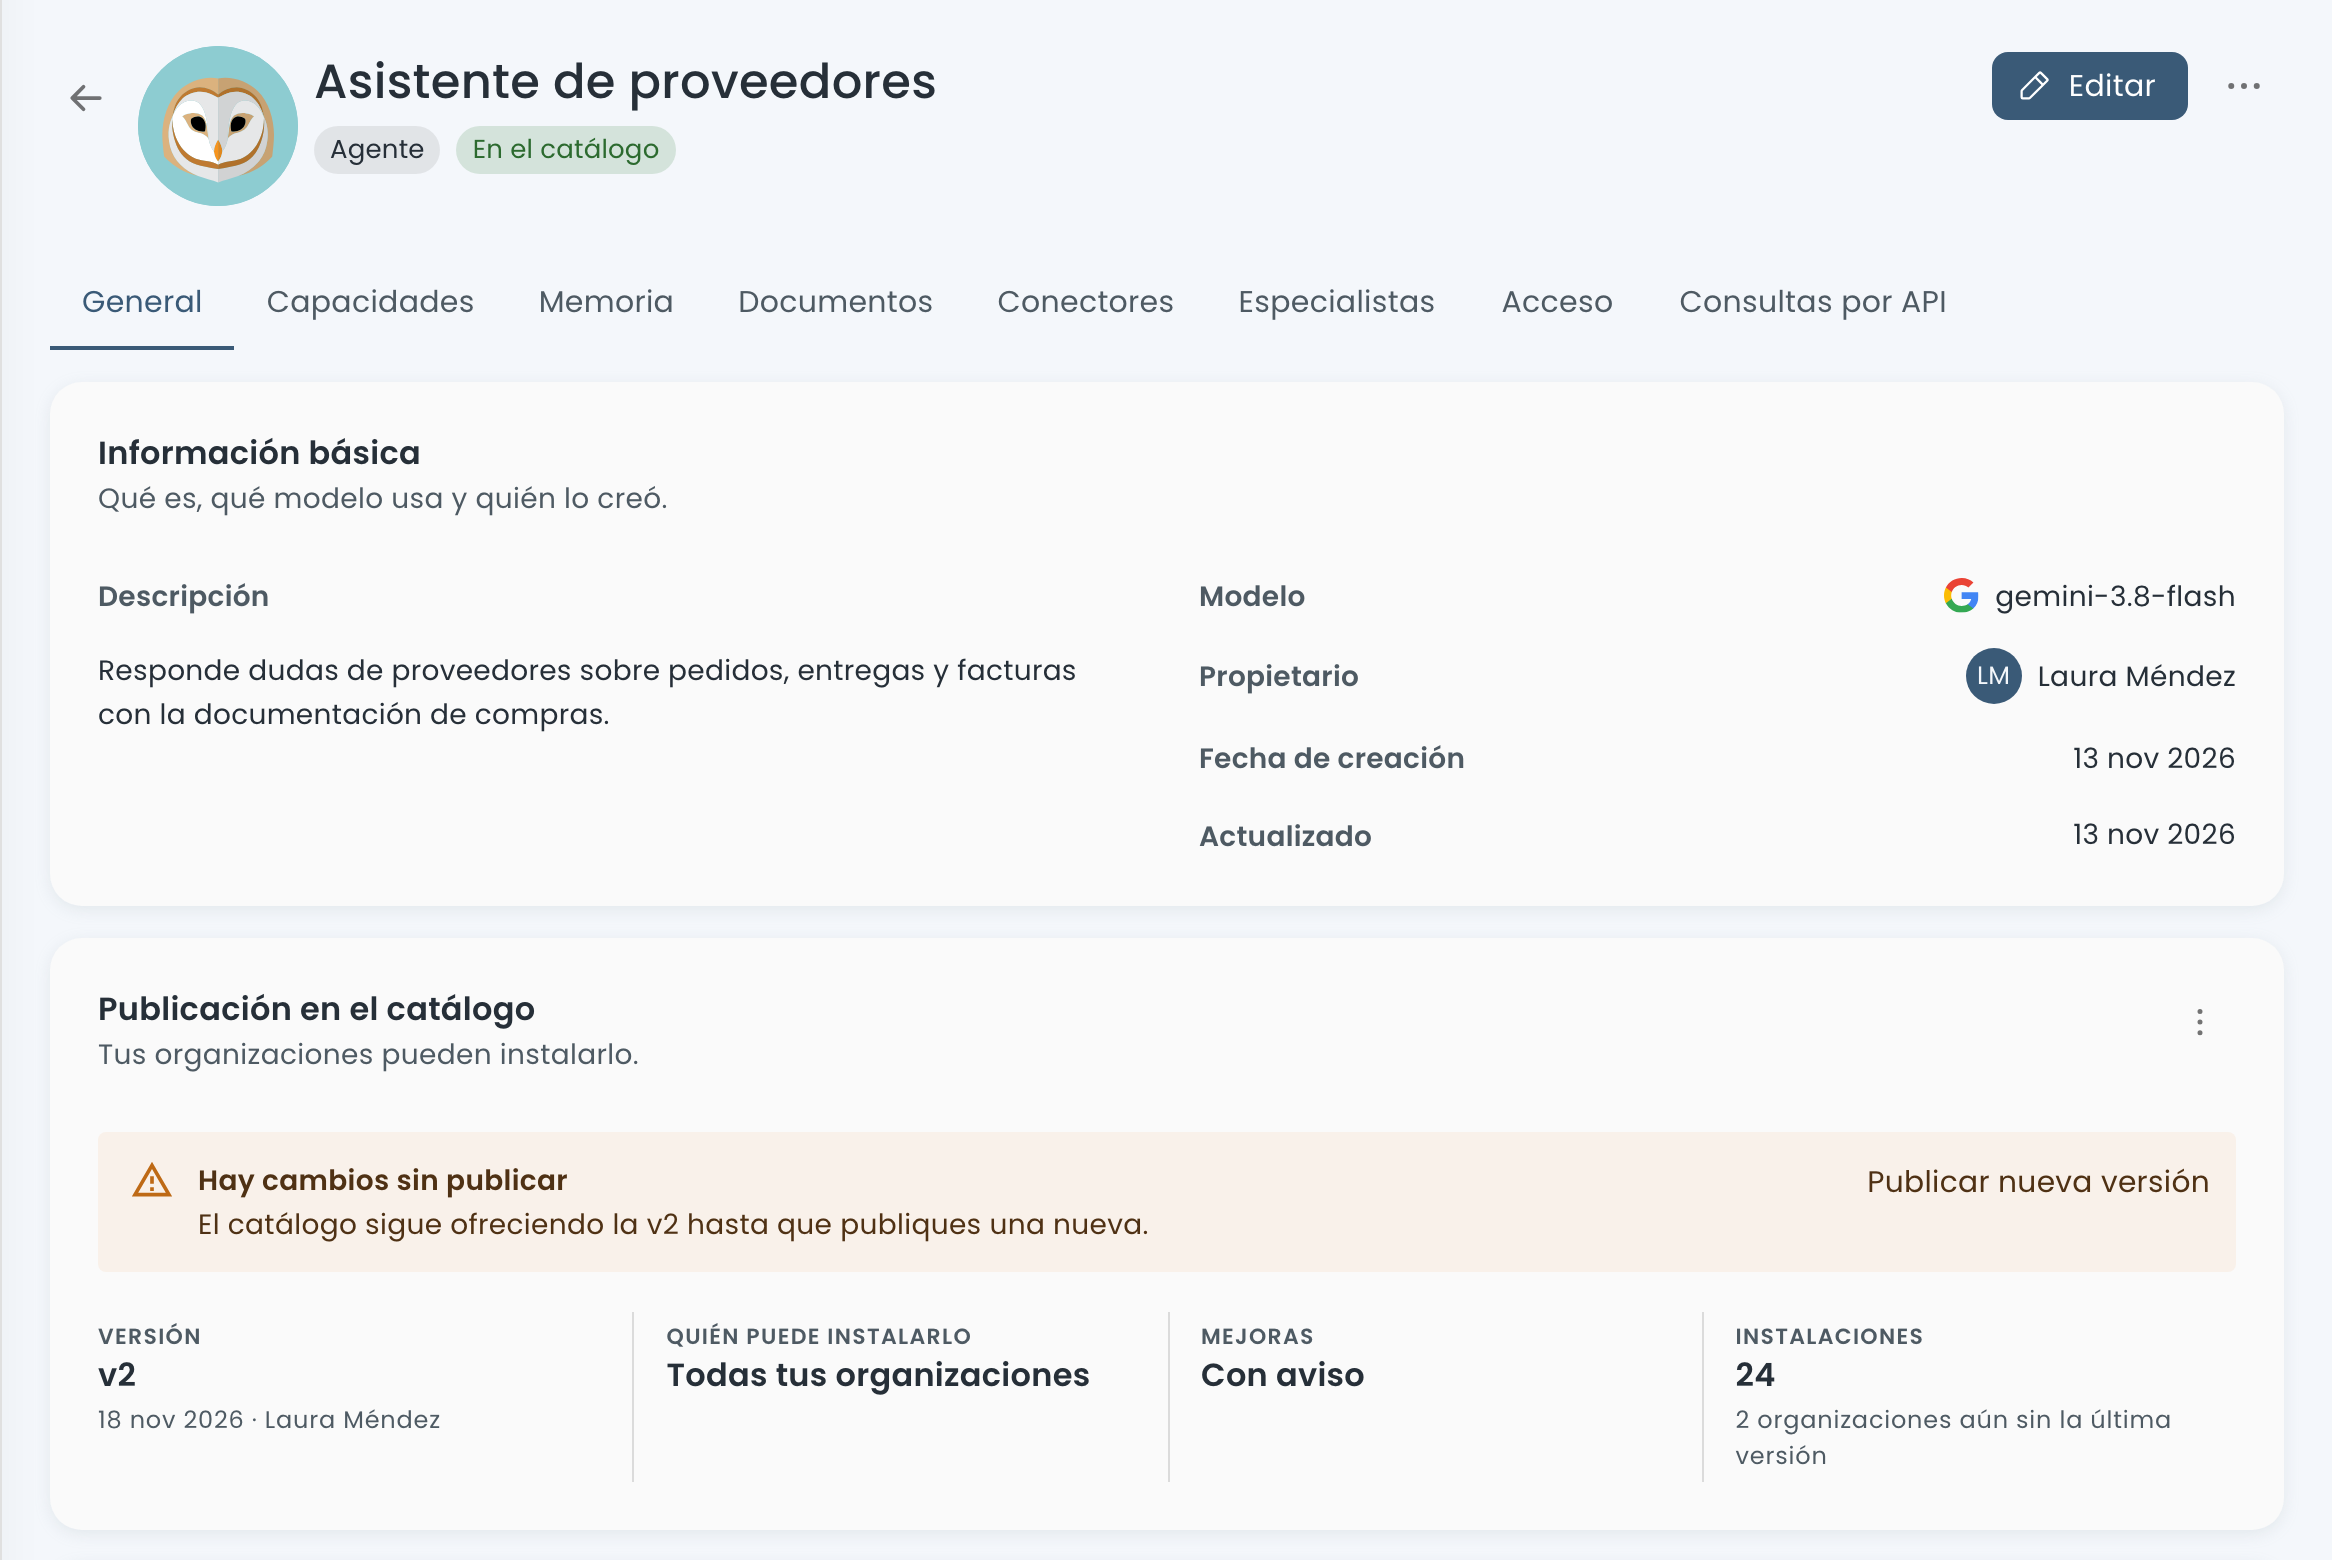 Asistente de proveedores
Editar
Agente
En el catálogo
General
Capacidades
Memoria
Documentos
Conectores
Especialistas
Acceso
Consultas por API
Información básica
Qué es, qué modelo usa y quién lo creó.
Descripción
Responde dudas de proveedores sobre pedidos, entregas y facturas
con la documentación de compras.
Modelo
gemini-3.8-flash
Propietario
LM
Laura Méndez
Fecha de creación
13 nov 2026
Actualizado
13 nov 2026
Publicación en el catálogo
Tus organizaciones pueden instalarlo.
Hay cambios sin publicar
El catálogo sigue ofreciendo la v2 hasta que publiques una nueva.
Publicar nueva versión
VERSIÓN
v2
18 nov 2026 · Laura Méndez
QUIÉN PUEDE INSTALARLO
Todas tus organizaciones
MEJORAS
Con aviso
INSTALACIONES
24
2 organizaciones aún sin la última
versión